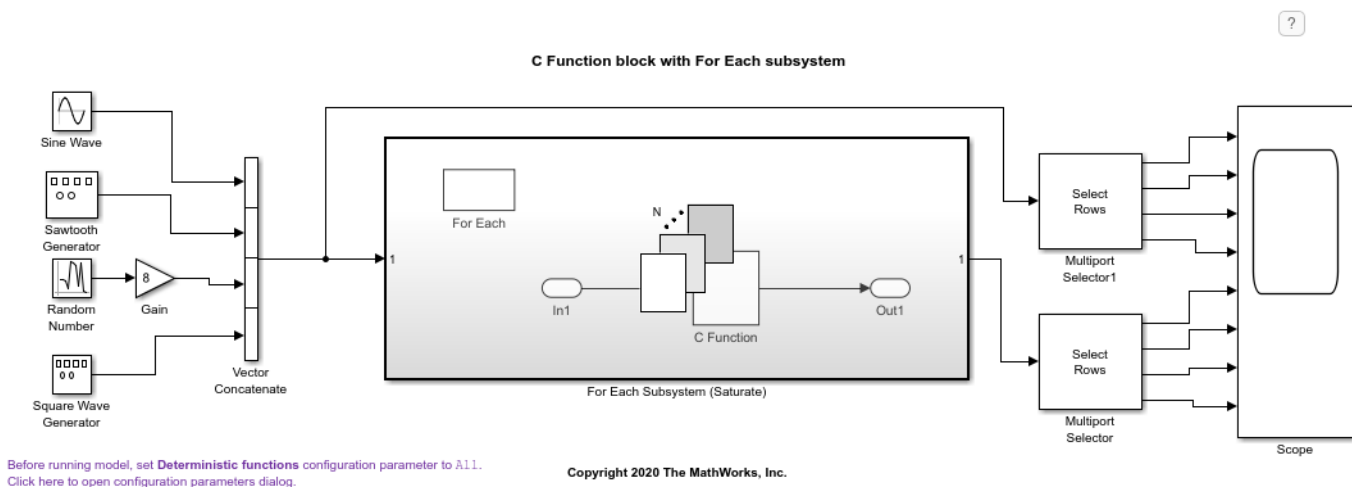 ?
C Function block with For Each subsystem
Sine Wave
Sawtooth
Generator
Random
Number
8
Gain
Square Wave
Generator
Vector
Concatenate
1
For Each
N
In1
C Function
Out1
1
For Each Subsystem (Saturate)
Select
Rows
Multiport
Selector1
Select
Rows
Multiport
Selector
Scope
Before running model, set Deterministic functions configuration parameter to All.
Click here to open configuration parameters dialog.
Copyright 2020 The MathWorks, Inc.